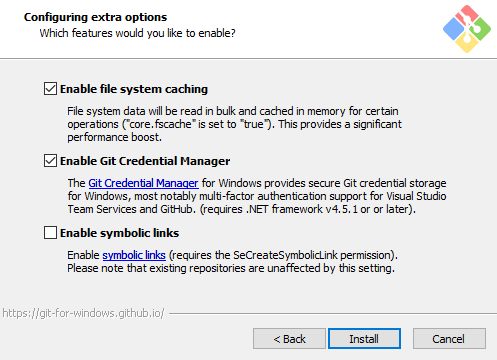 Configuring extra options
Which features would you like to enable?
Enable file system caching
File system data will be read in bulk and cached in memory for certain
operations ("core.fscache" is set to "true"). This provides a significant
performance boost.
Enable Git Credential Manager
The Git Credential Manager for Windows provides secure Git credential storage
for Windows, most notably multi-factor authentication support for Visual Studio
Team Services and GitHub. (requires .NET framework v4.5.1 or or later).
Enable symbolic links
Enable symbolic links (requires the SeCreateSymbolicLink permission).
Please note that existing repositories are unaffected by this setting.
https://git-for-windows.github.io/
< Back
Install
Cancel